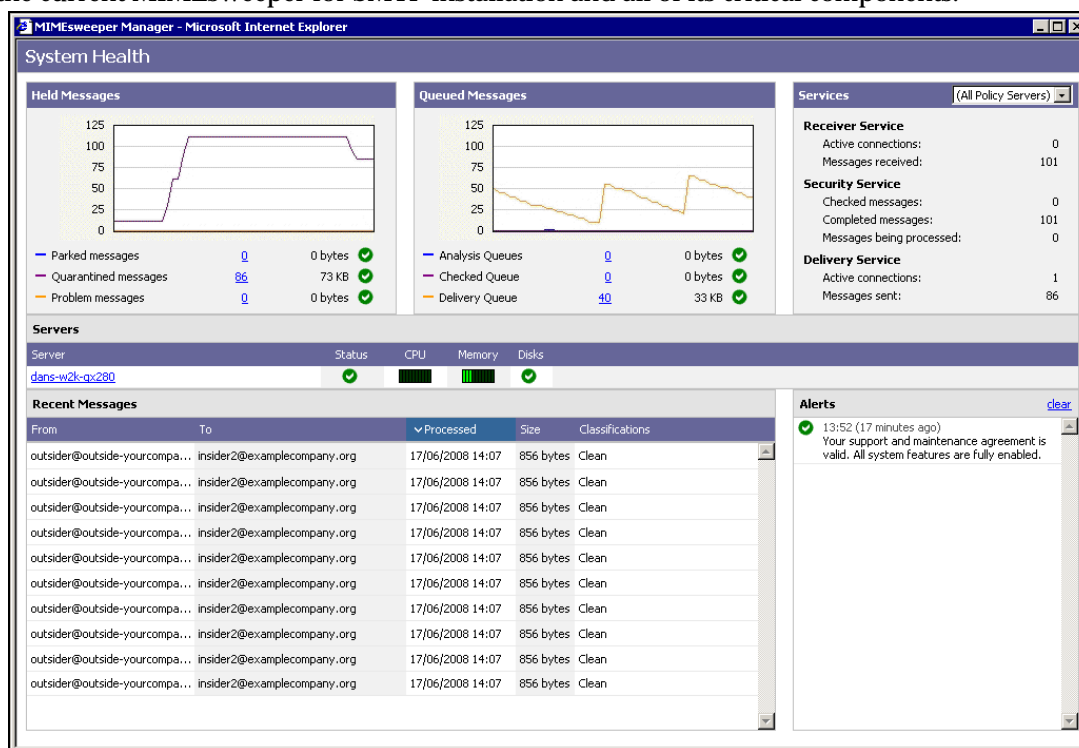 the current MIMEsweeper for SMTP installation and all of its critical components.
MIMEsweeper Manager - Microsoft Internet Explorer
System Health
Held Messages
125
100
75
50
25
0
Parked messages 0 0 bytes
Quarantined messages 86 73 KB
Problem messages 0 0 bytes
Queued Messages
125
100
75
50
25
0
Analysis Queues 0 0 bytes
Checked Queue 0 0 bytes
Delivery Queue 40 33 KB
Services (All Policy Servers)
Receiver Service
Active connections: 0
Messages received: 101
Security Service
Checked messages: 0
Completed messages: 101
Messages being processed: 0
Delivery Service
Active connections: 1
Messages sent: 86
Servers
Server Status CPU Memory Disks
dans-w2k-gx280
Recent Messages
From To Processed Size Classifications
outsider@outside-yourcompa... insider2@examplecompany.org 17/06/2008 14:07 856 bytes Clean
outsider@outside-yourcompa... insider2@examplecompany.org 17/06/2008 14:07 856 bytes Clean
outsider@outside-yourcompa... insider2@examplecompany.org 17/06/2008 14:07 856 bytes Clean
outsider@outside-yourcompa... insider2@examplecompany.org 17/06/2008 14:07 856 bytes Clean
outsider@outside-yourcompa... insider2@examplecompany.org 17/06/2008 14:07 856 bytes Clean
outsider@outside-yourcompa... insider2@examplecompany.org 17/06/2008 14:07 856 bytes Clean
outsider@outside-yourcompa... insider2@examplecompany.org 17/06/2008 14:07 856 bytes Clean
outsider@outside-yourcompa... insider2@examplecompany.org 17/06/2008 14:07 856 bytes Clean
outsider@outside-yourcompa... insider2@examplecompany.org 17/06/2008 14:07 856 bytes Clean
outsider@outside-yourcompa... insider2@examplecompany.org 17/06/2008 14:07 856 bytes Clean
Alerts clear
13:52 (17 minutes ago)
Your support and maintenance agreement is
valid. All system features are fully enabled.